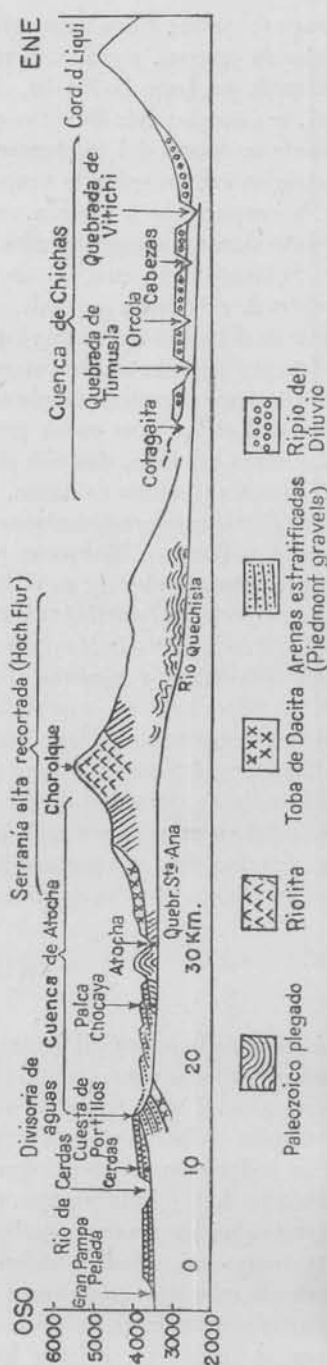 OSO
ENE
6000
5000
4000
3000
2000
Gran Pampa
Pelada
Río de Cerdas
Cerdas
Divisoria de
aguas
Cuesta de
Portillos
Cuenca de Atocha
Palca
Chocaya
Atocha
Quebr. Sta Ana
Serranía alta recortada (Hoch Flur)
Chorolque
Río Quechisla
Cuenca de Chichas
Cotagaita
Quebrada de
Tumusla
Orcola
Cabezas
Quebrada de
Vitichi
Cord. d Liqui
0
10
20
30 Km.
Paleozoico plegado
Riolita
Toba de Dacita
Arenas estratificadas
(Piedmont gravels)
Ripio del
Diluvio